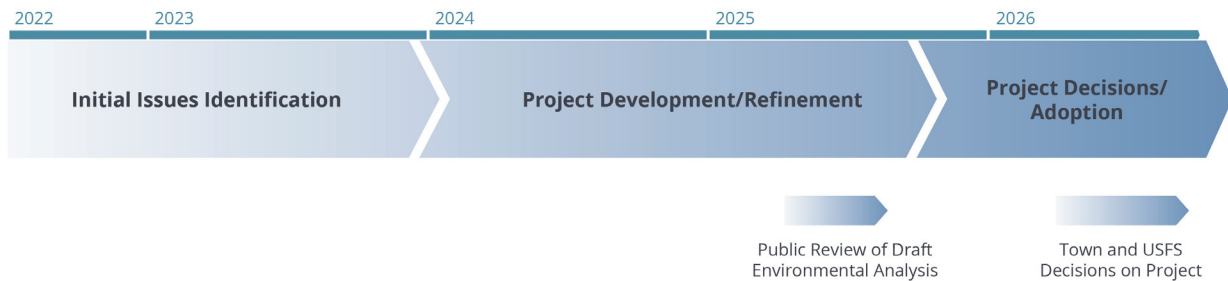 2022
2023
2024
2025
2026
Initial Issues Identification
Project Development/Refinement
Project Decisions/
Adoption
Public Review of Draft
Environmental Analysis
Town and USFS
Decisions on Project